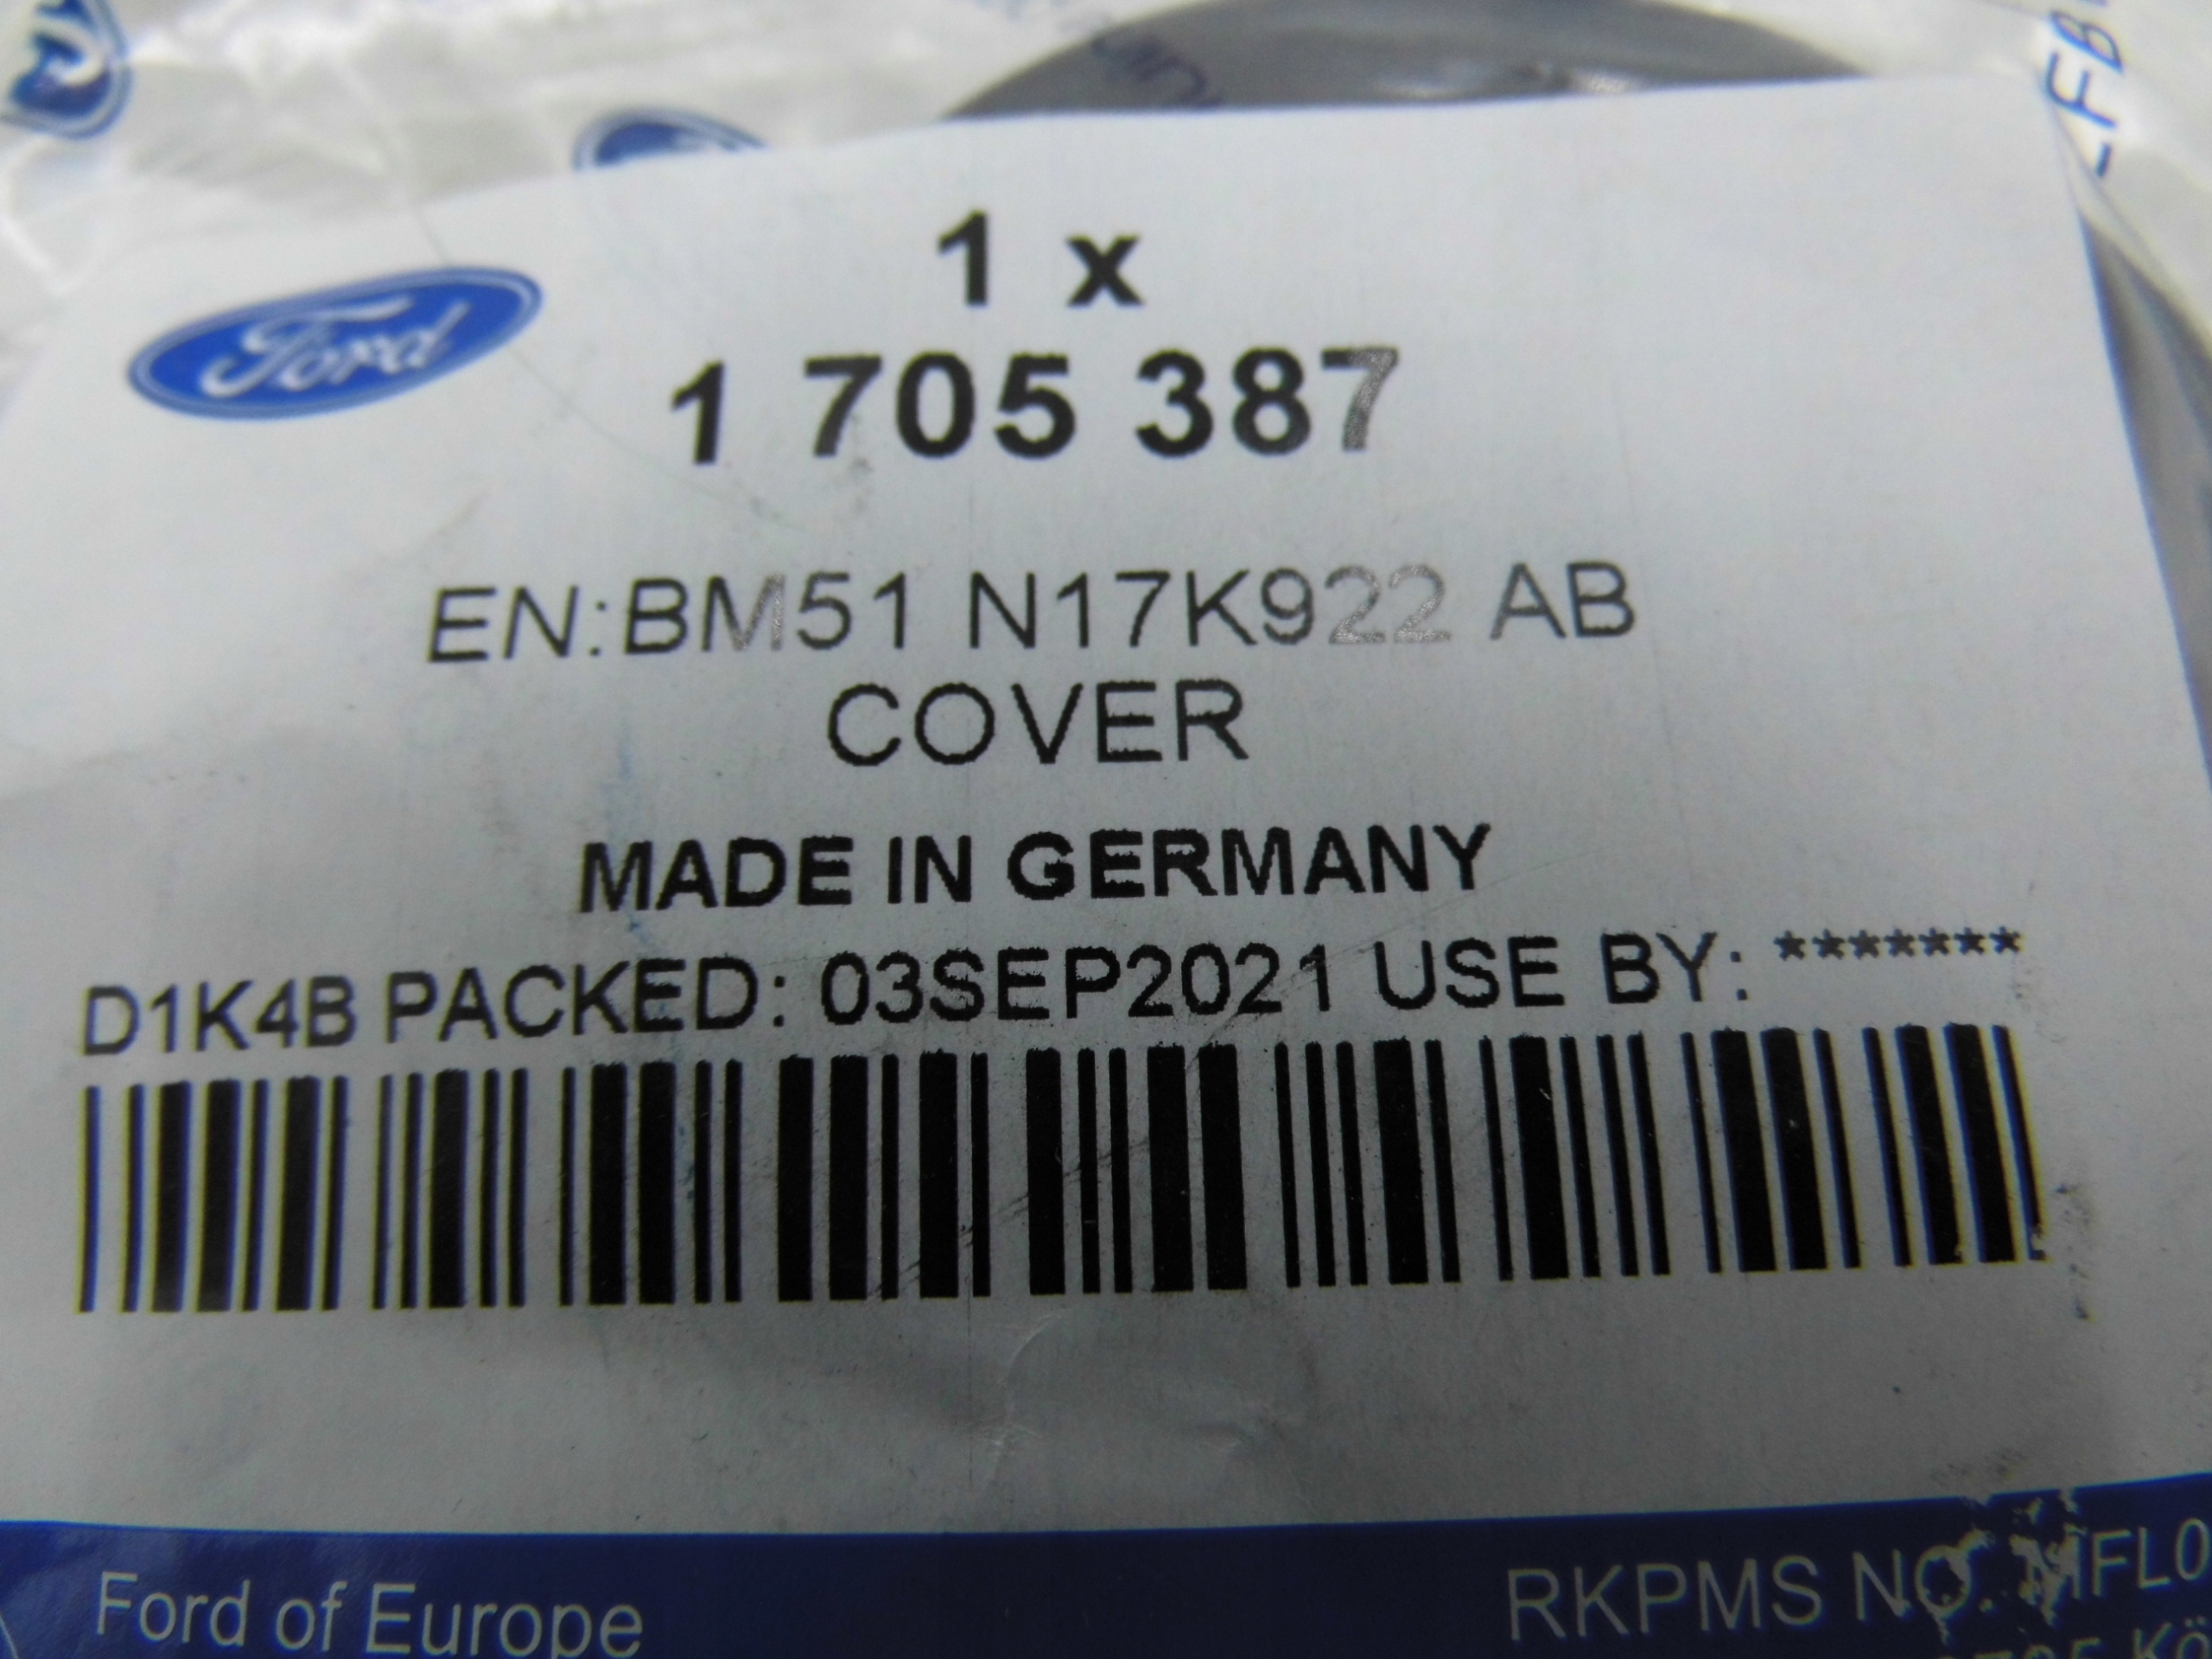 Ford
1 x
1 705 387
EN:BM51 N17K922 AB
COVER
MADE IN GERMANY
D1K4B PACKED: 03SEP2021 USE BY: *******
Ford of Europe
RKPMS NO. MFL0